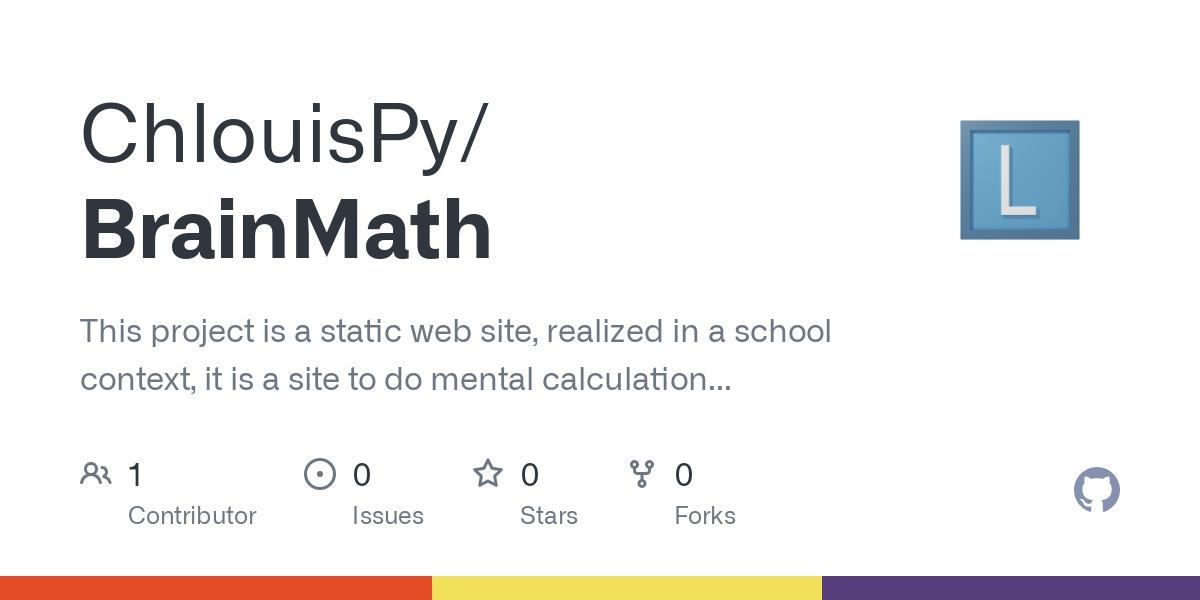 ChlouisPy/
BrainMath
L
This project is a static web site, realized in a school
context, it is a site to do mental calculation...
1
Contributor
0
Issues
0
Stars
0
Forks